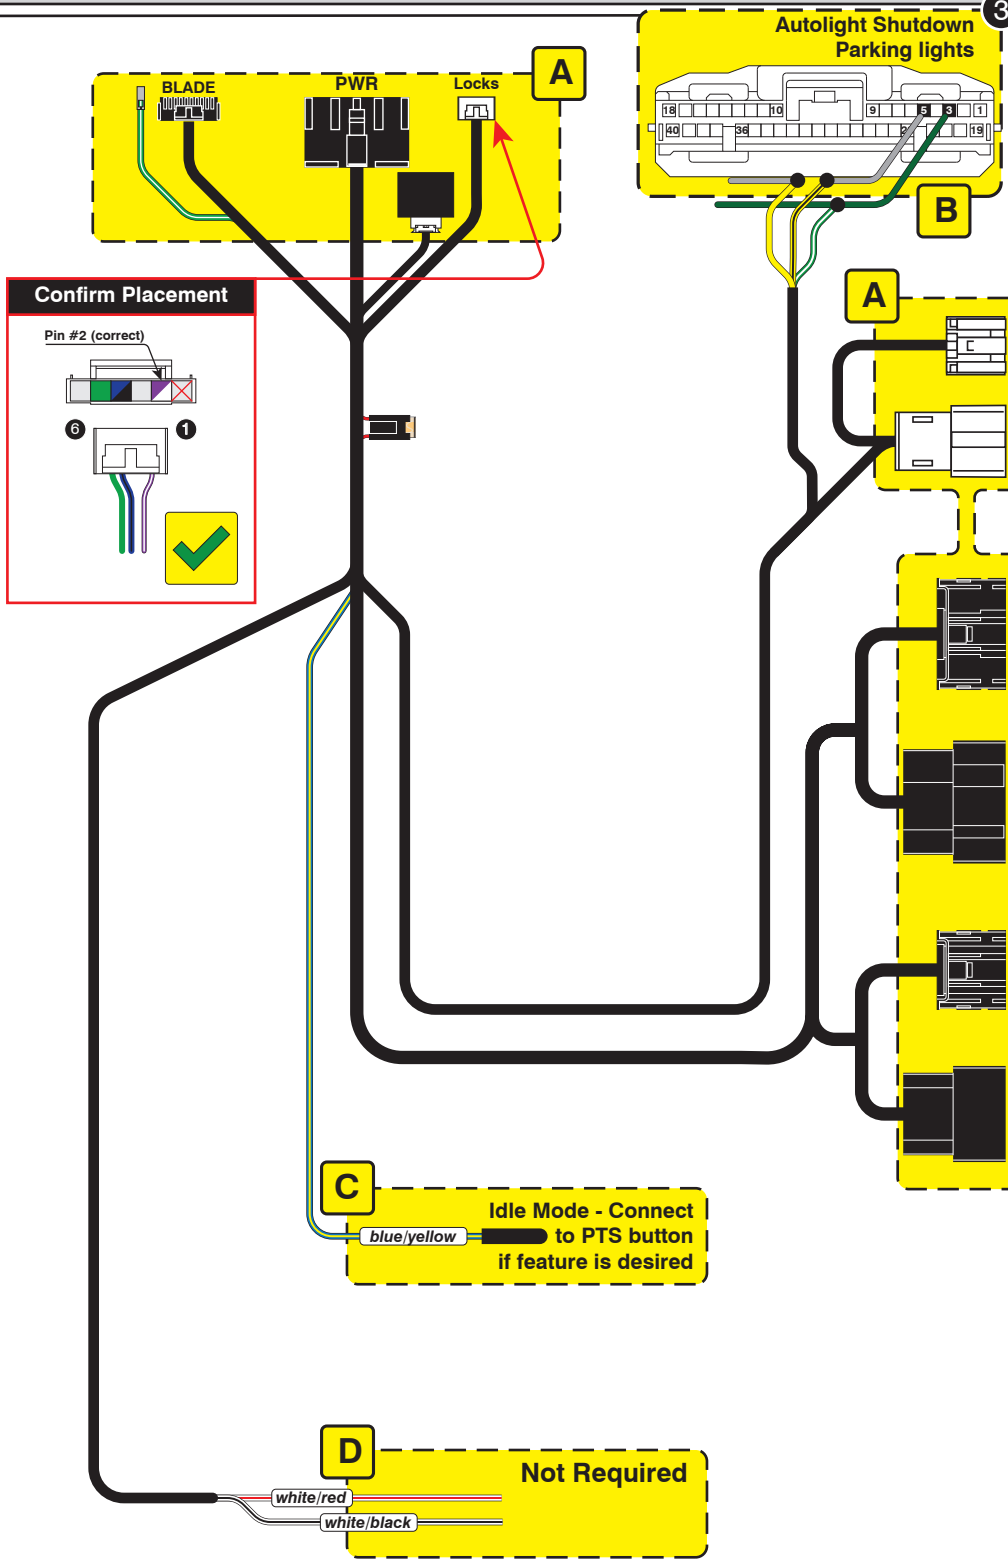 3
Autolight Shutdown
Parking lights
A
BLADE
PWR
Locks
18
10
9
5
3
1
40
36
19
B
A
Confirm Placement
Pin #2 (correct)
6
1
C
Idle Mode - Connect
blue/yellow
to PTS button
if feature is desired
D
Not Required
white/red
white/black